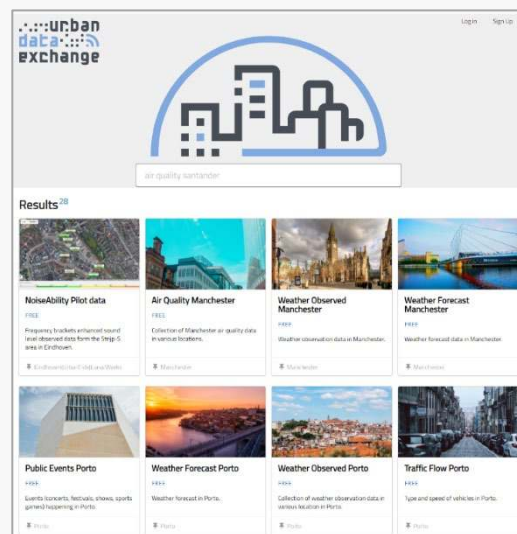 urban
data
exchange
Log in Sign Up
air quality santander
Results 28
NoiseAbility Pilot data
FREE
Frequency brackets enhanced sound
level observed data form the Strijp-S
area in Eindhoven.
Air Quality Manchester
FREE
Collection of Manchester air quality data
in various locations.
Manchester
Weather Observed
Manchester
FREE
Weather observation data in Manchester.
Manchester
Weather Forecast
Manchester
FREE
Weather forecast data in Manchester.
Manchester
Public Events Porto
FREE
Events (concerts, festivals, shows, sports
games) happening in Porto.
Porto
Weather Forecast Porto
FREE
Weather forecast in Porto.
Porto
Weather Observed Porto
FREE
Collection of weather observation data in
various location in Porto.
Porto
Traffic Flow Porto
FREE
Type and speed of vehicles in Porto.
Porto